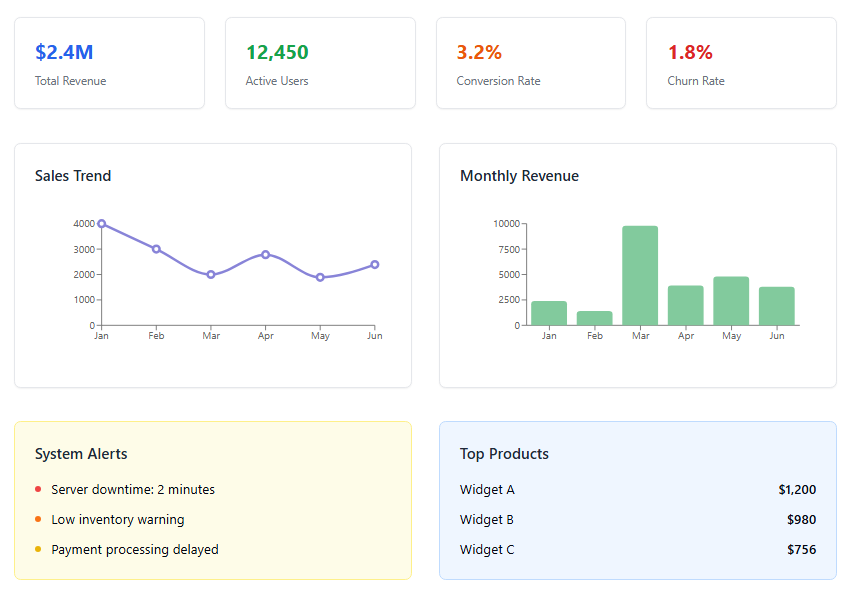 $2.4M
Total Revenue
12,450
Active Users
3.2%
Conversion Rate
1.8%
Churn Rate
Sales Trend
4000
3000
2000
1000
0
Jan Feb Mar Apr May Jun
Monthly Revenue
10000
7500
5000
2500
0
Jan Feb Mar Apr May Jun
System Alerts
Server downtime: 2 minutes
Low inventory warning
Payment processing delayed
Top Products
Widget A $1,200
Widget B $980
Widget C $756